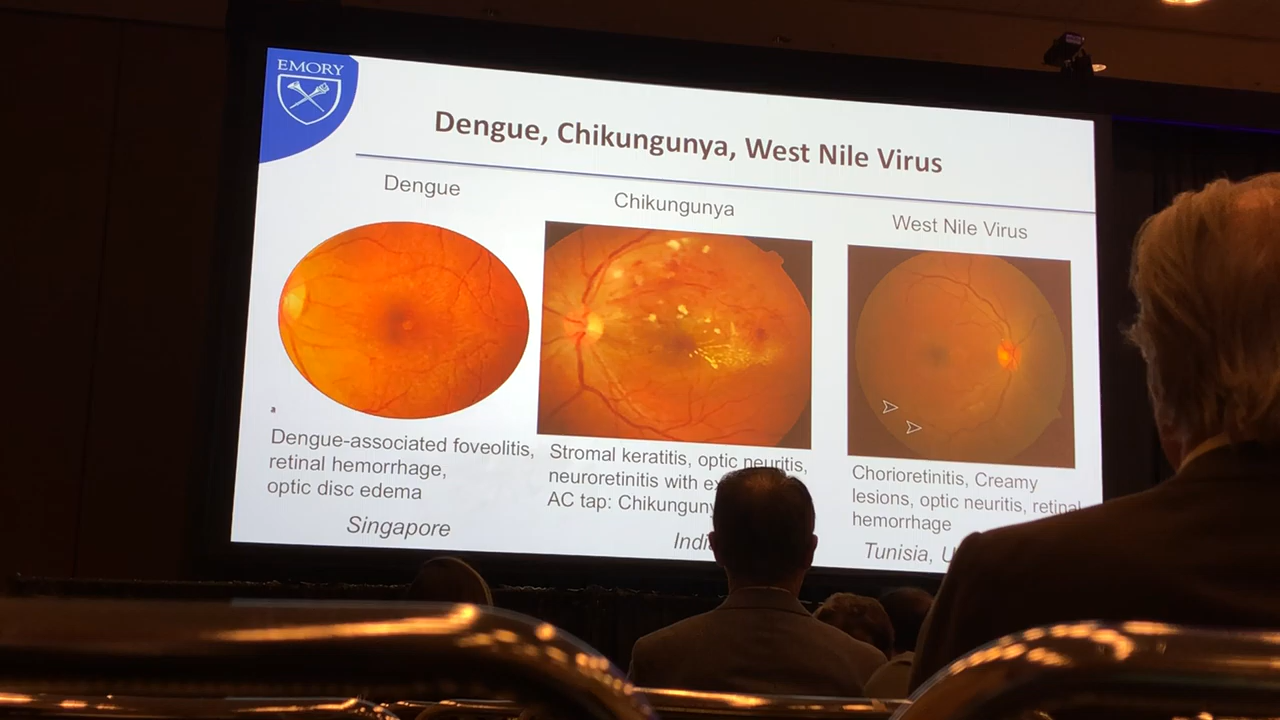 EMORY
Dengue, Chikungunya, West Nile Virus
Dengue
Chikungunya
West Nile Virus
a
Dengue-associated foveolitis,
retinal hemorrhage,
optic disc edema
Singapore
Stromal keratitis, optic neuritis,
neuroretinitis with
AC tap:
Chorioretinitis, Creamy
lesions, optic neuritis, retinal
hemorrhage
Tunisia,